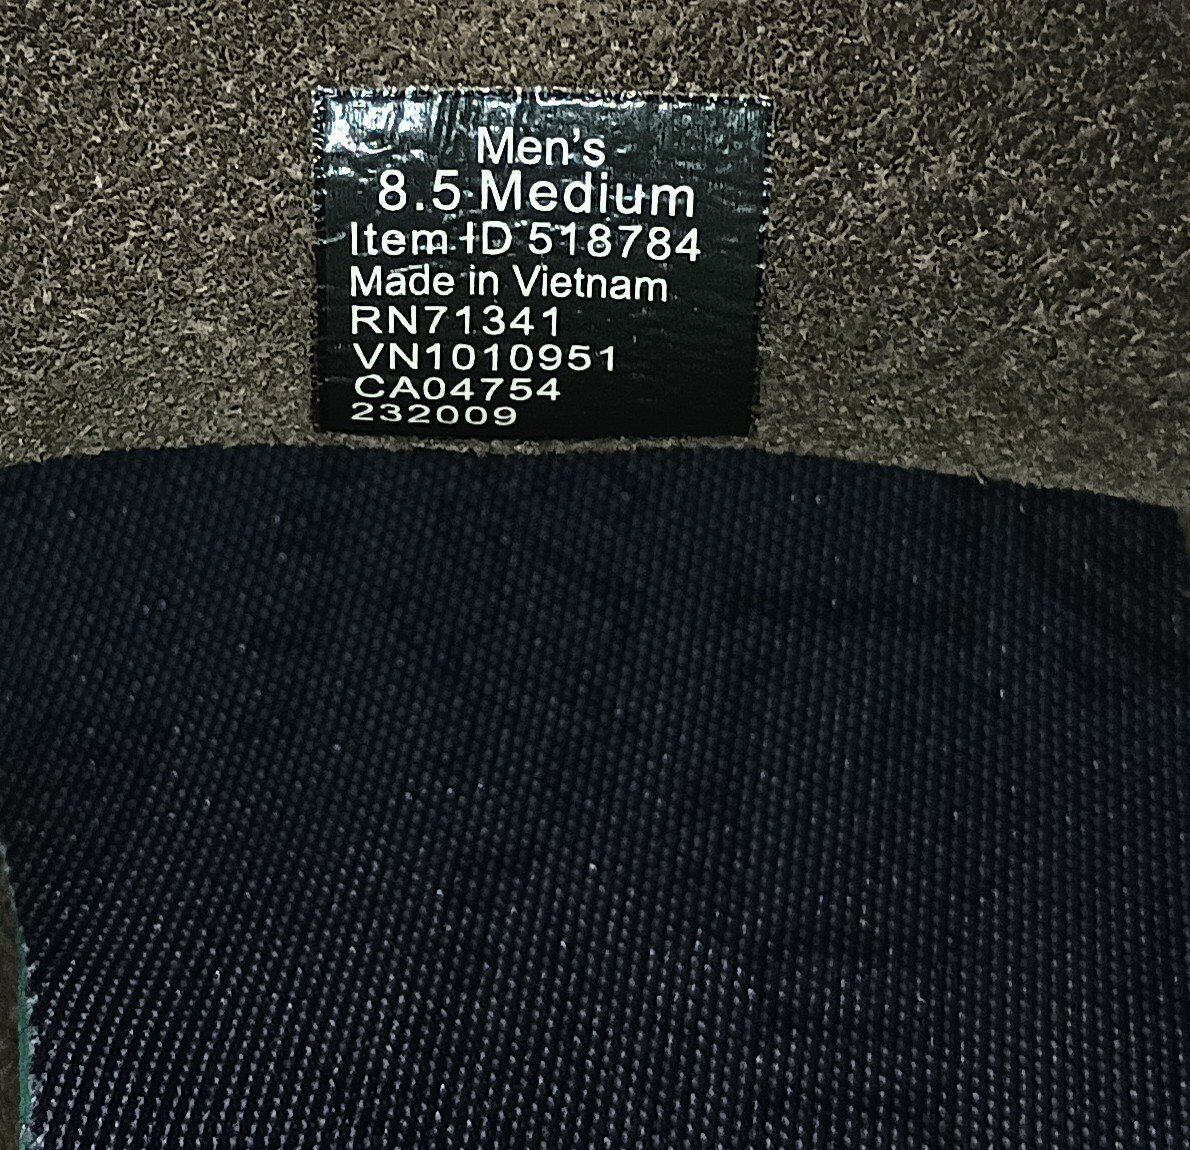 Men's
8.5 Medium
Item ID 518784
Made in Vietnam
RN71341
VN1010951
CA04754
232009